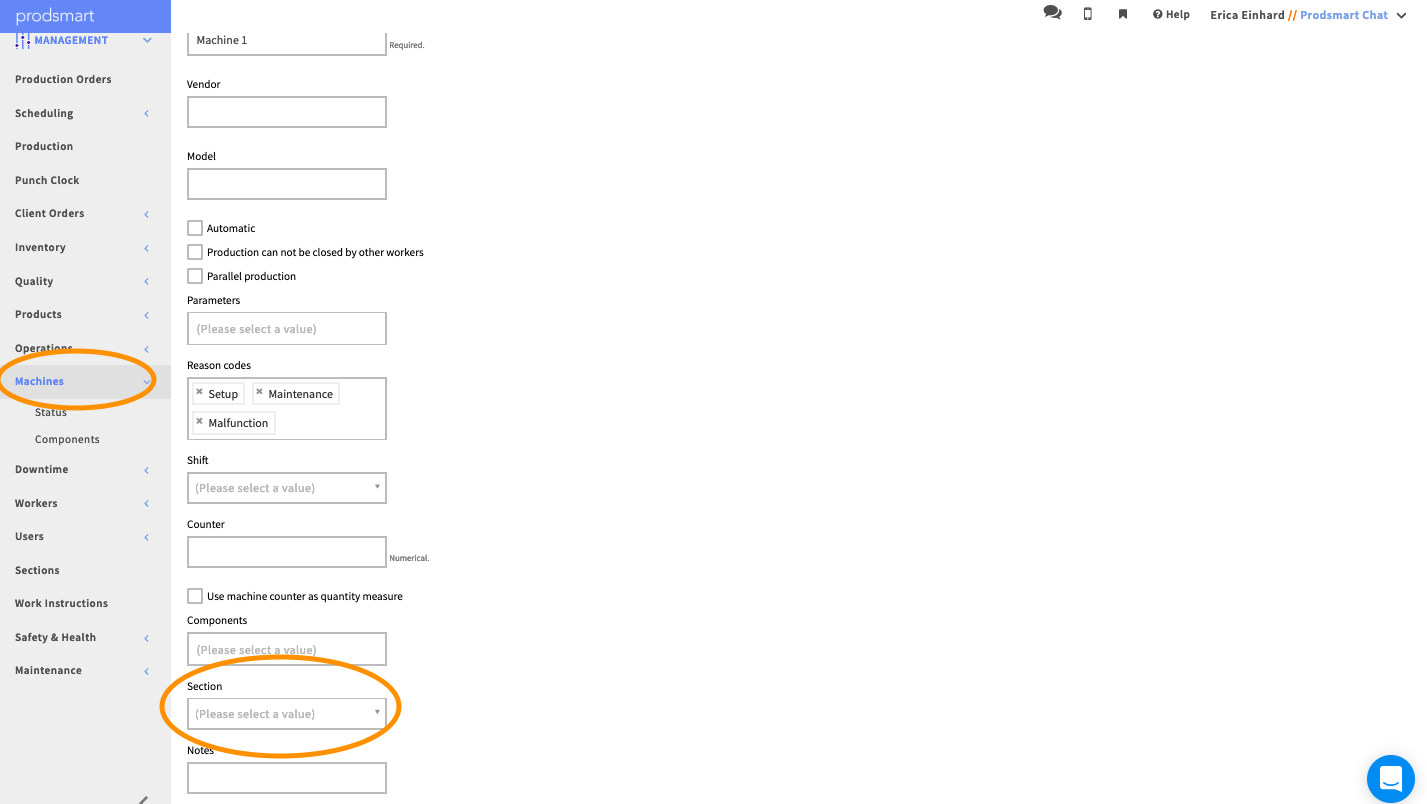 prodsmart
Help
Erica Einhard // Prodsmart Chat
MANAGEMENT
Production Orders
Scheduling
Production
Punch Clock
Client Orders
Inventory
Quality
Products
Operations
Machines
Status
Components
Downtime
Workers
Users
Sections
Work Instructions
Safety & Health
Maintenance
Machine 1
Required.
Vendor
Model
Automatic
Production can not be closed by other workers
Parallel production
Parameters
(Please select a value)
Reason codes
× Setup × Maintenance
× Malfunction
Shift
(Please select a value)
Counter
Numerical.
Use machine counter as quantity measure
Components
(Please select a value)
Section
(Please select a value)
Notes